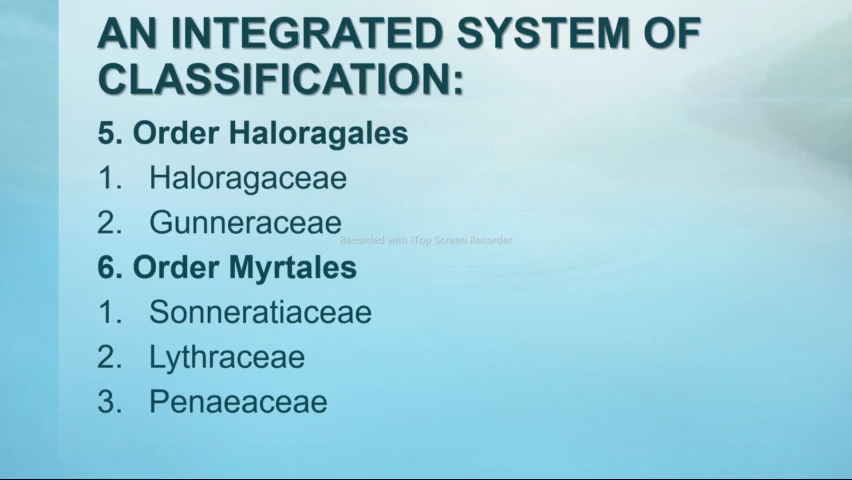 AN INTEGRATED SYSTEM OF
CLASSIFICATION:
5. Order Haloragales
1. Haloragaceae
2. Gunneraceae
Recorded with iTop Screen Recorder
6. Order Myrtales
1. Sonneratiaceae
2. Lythraceae
3. Penaeaceae